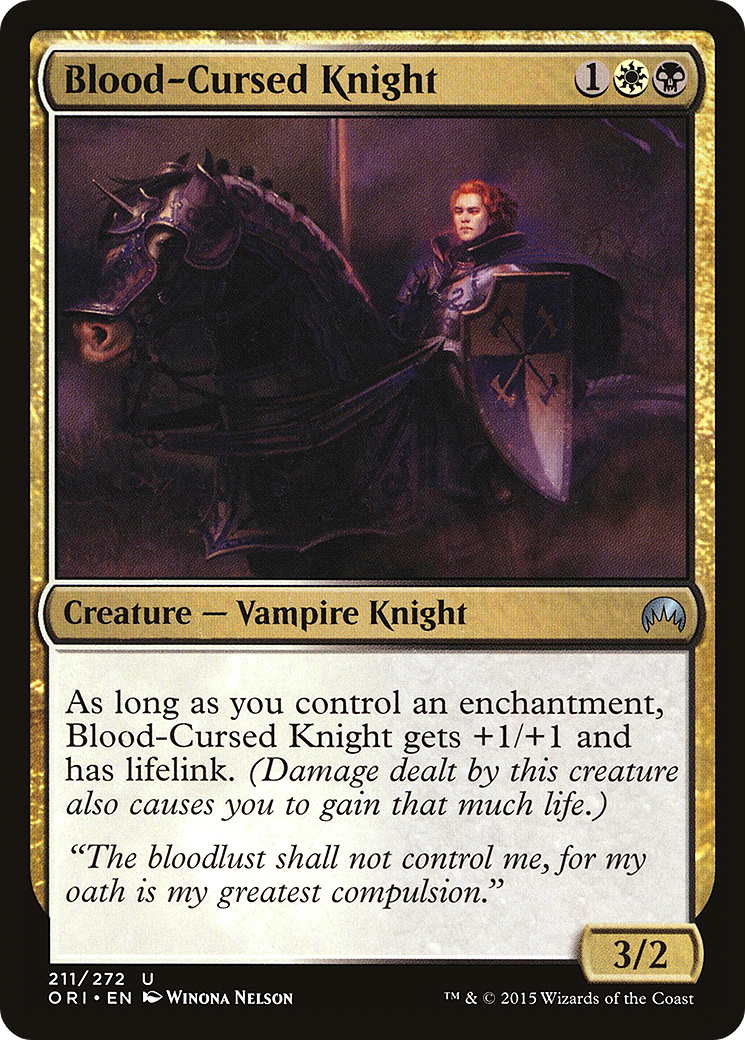 Blood-Cursed Knight 1
Creature — Vampire Knight
As long as you control an enchantment,
Blood-Cursed Knight gets +1/+1 and
has lifelink. (Damage dealt by this creature
also causes you to gain that much life.)
“The bloodlust shall not control me, for my
oath is my greatest compulsion.”
3/2
211/272 U
ORI • EN Winona Nelson
™ & © 2015 Wizards of the Coast